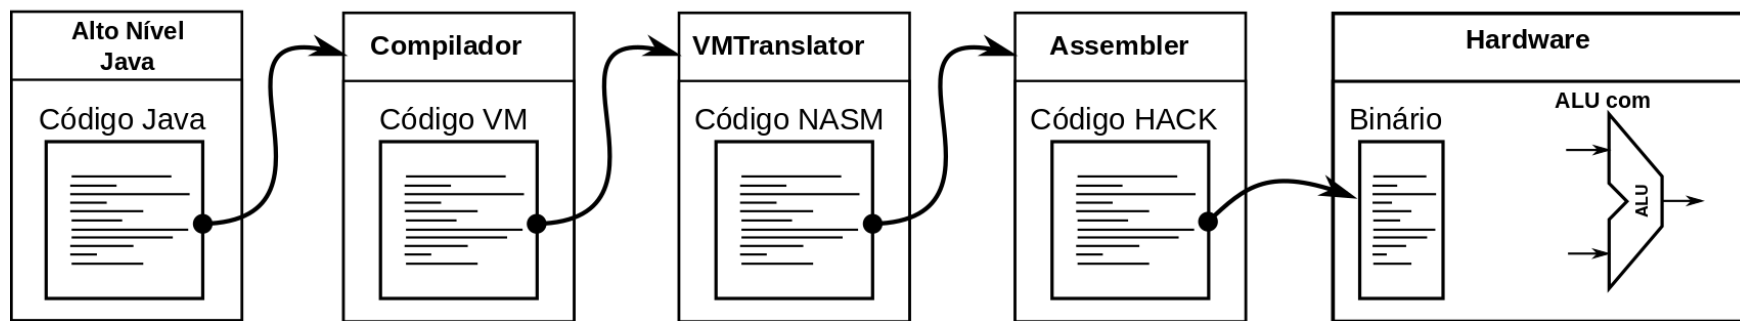 Alto Nível
Java
Compilador
VMTranslator
Assembler
Hardware
Código Java
Código VM
Código NASM
Código HACK
Binário
ALU com
ALU